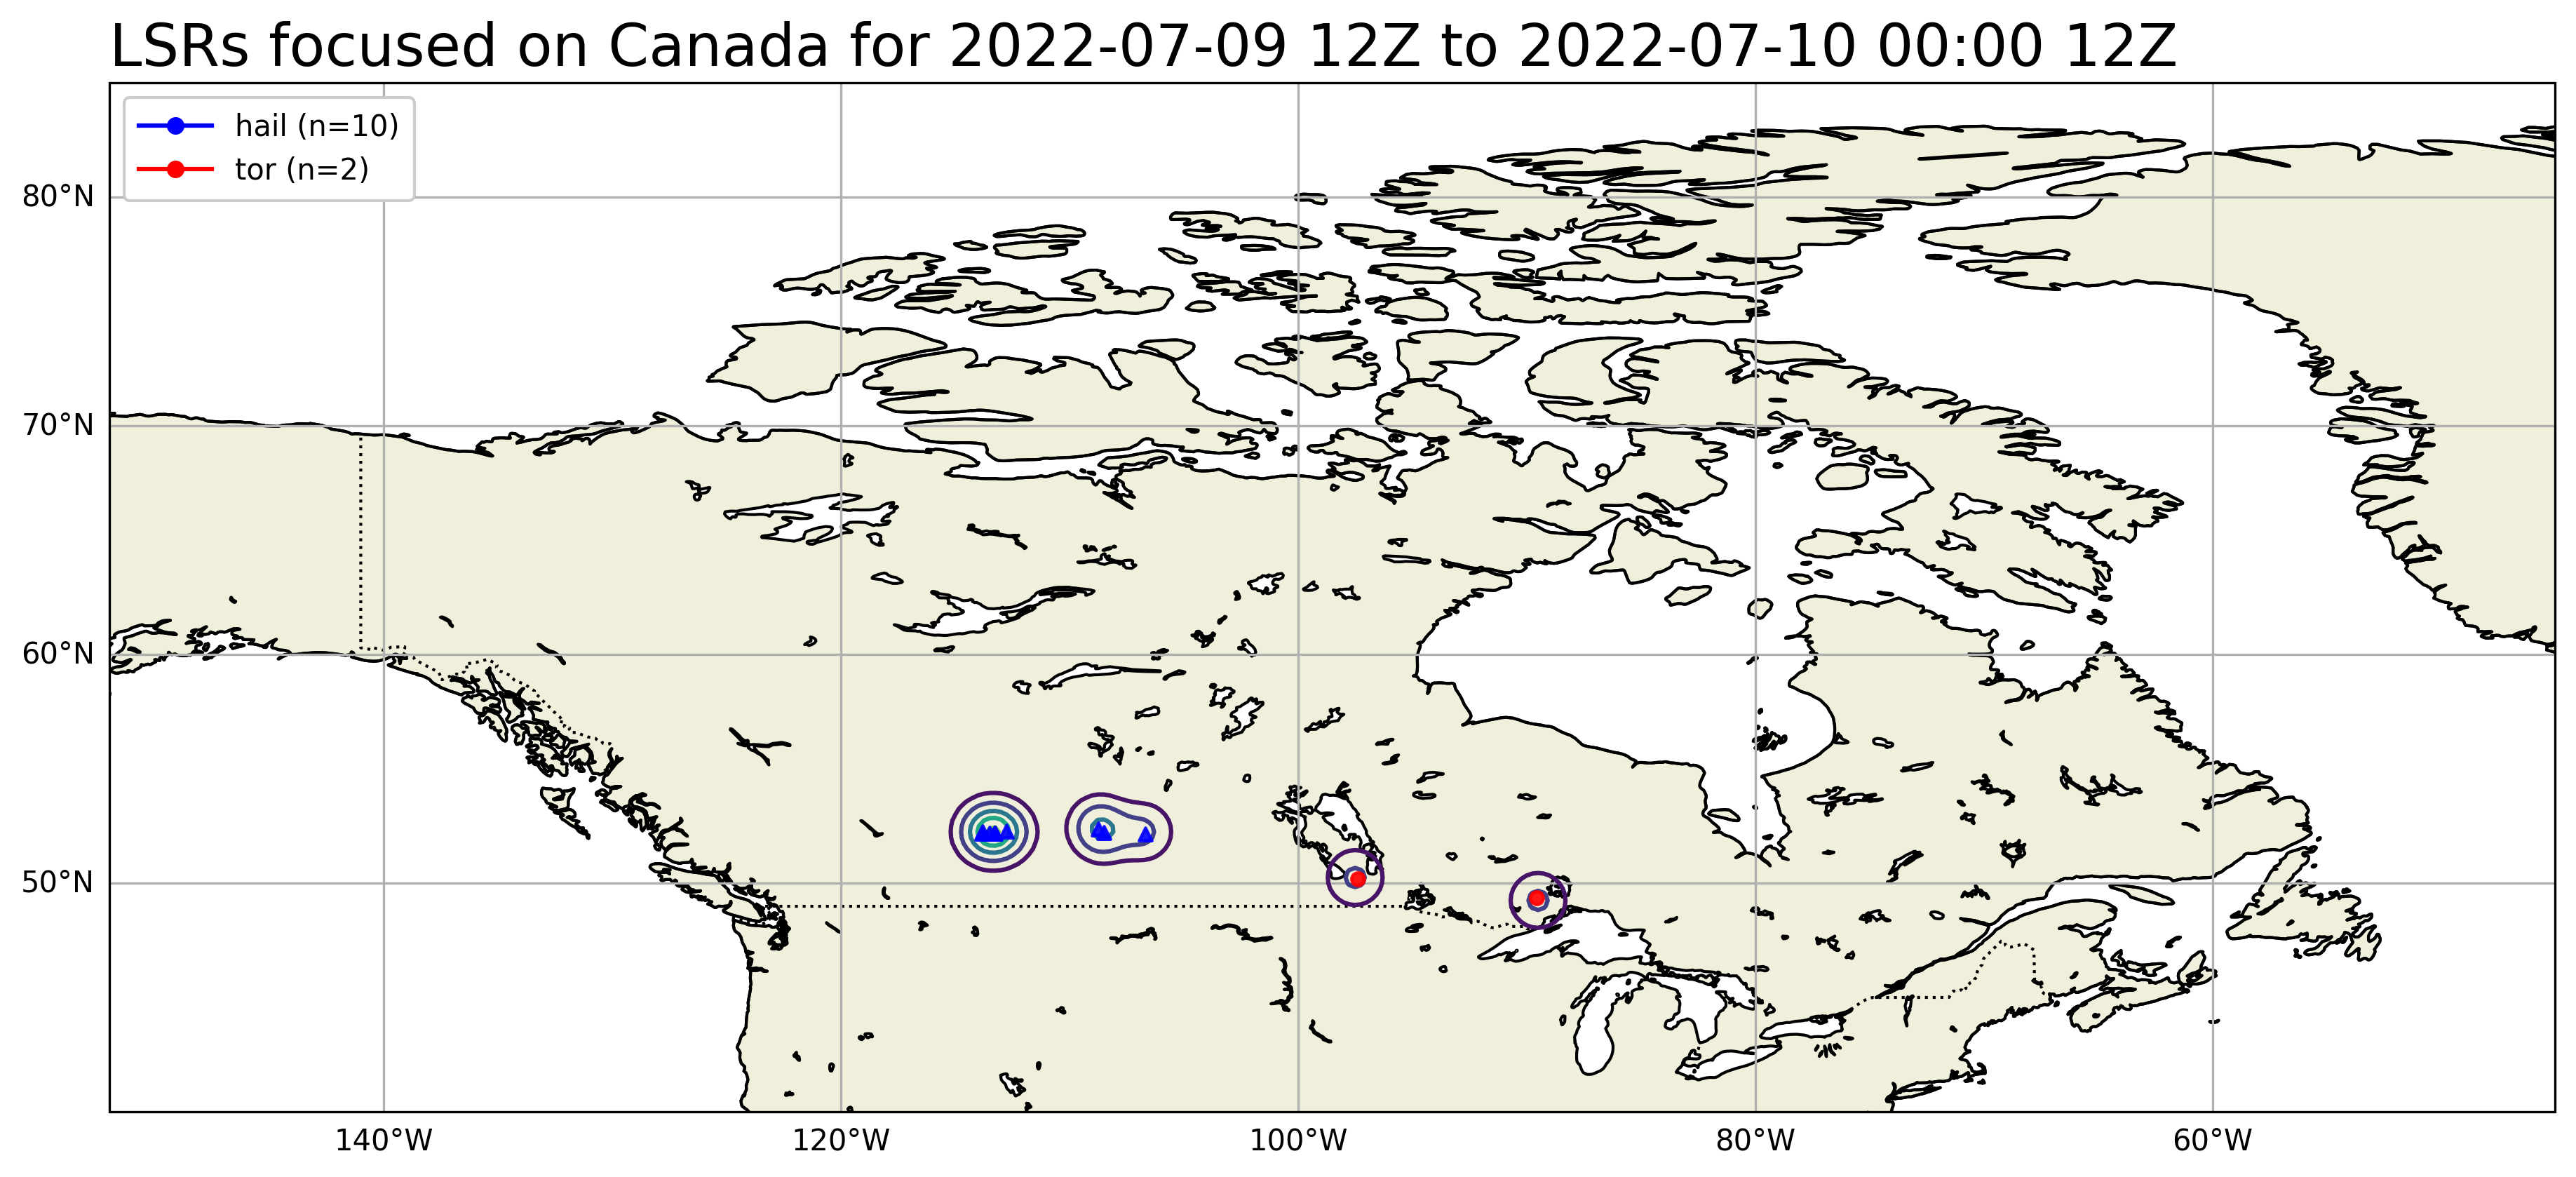 LSRs focused on Canada for 2022-07-09 12Z to 2022-07-10 00:00 12Z
hail (n=10)
tor (n=2)
80°N
70°N
60°N
50°N
140°W
120°W
100°W
80°W
60°W